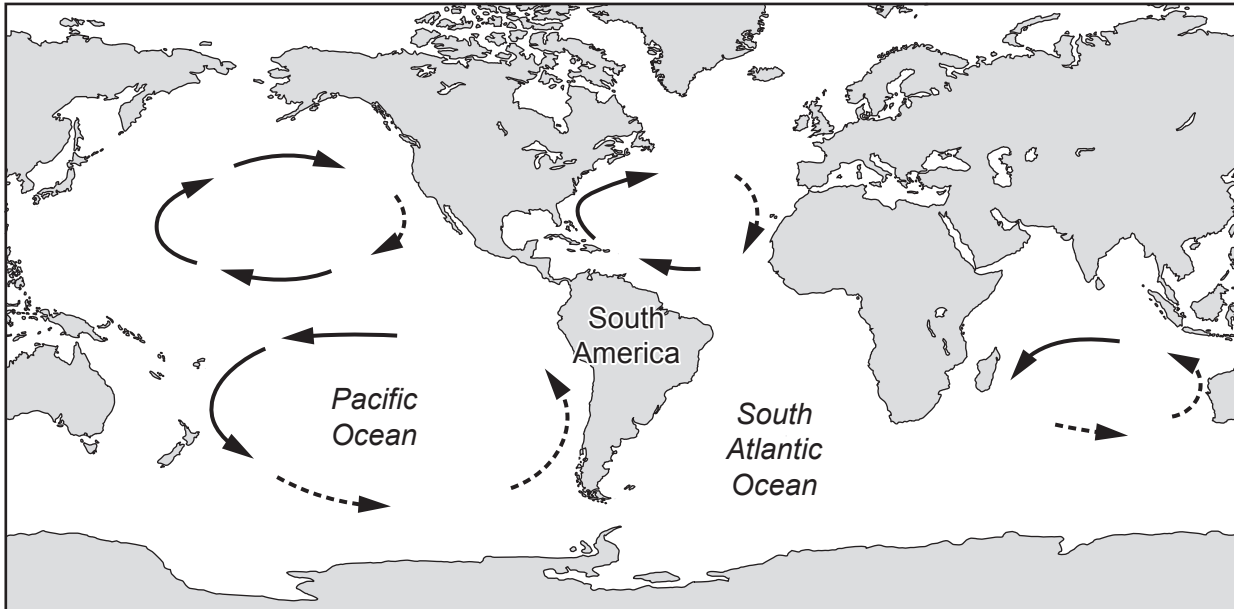 South
America
Pacific
Ocean
South
Atlantic
Ocean